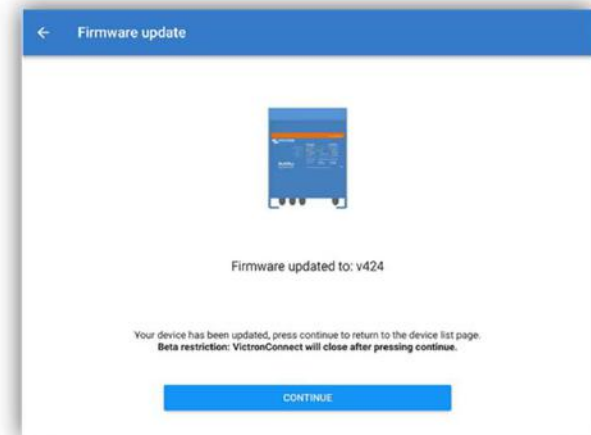 Firmware update
Firmware updated to: v424
Your device has been updated, press continue to return to the device list page.
Beta restriction: VictronConnect will close after pressing continue.
CONTINUE